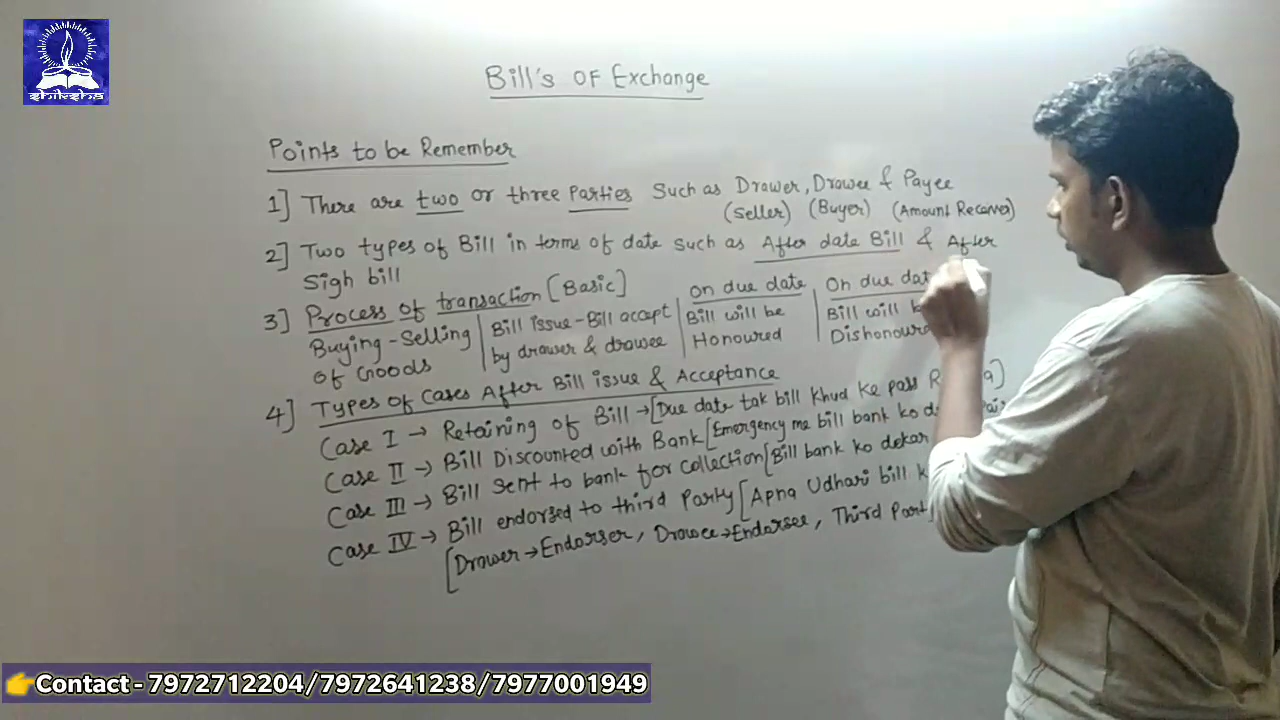 shiksha
Bill's OF Exchange
Points to be Remember
1] There are two or three Parties Such as Drawer, Drawee & Payee
(Seller) (Buyer) (Amount Receiver)
2] Two types of Bill in terms of date such as After date Bill & After
Sigh bill
3] Process of transaction [Basic]
Buying-Selling
of Goods
Bill issue-Bill accept
by drawer & drawee
on due date
Bill will be
Honoured
On due dat
Bill will
Dishonour
4] Types of Cases After Bill issue & Acceptance
Case I → Retaining of Bill → [Due date tak bill Khud Ke pass
Case II → Bill Discounted with Bank [Emergency me bill bank ko
Case III → Bill Sent to bank for collection [Bill bank ko dekar
Case IV → Bill endorsed to third Party [Apna Udhari bill
[Drawer → Endorser, Drawee → Endorsee, Third Part
👉Contact - 7972712204/7972641238/7977001949